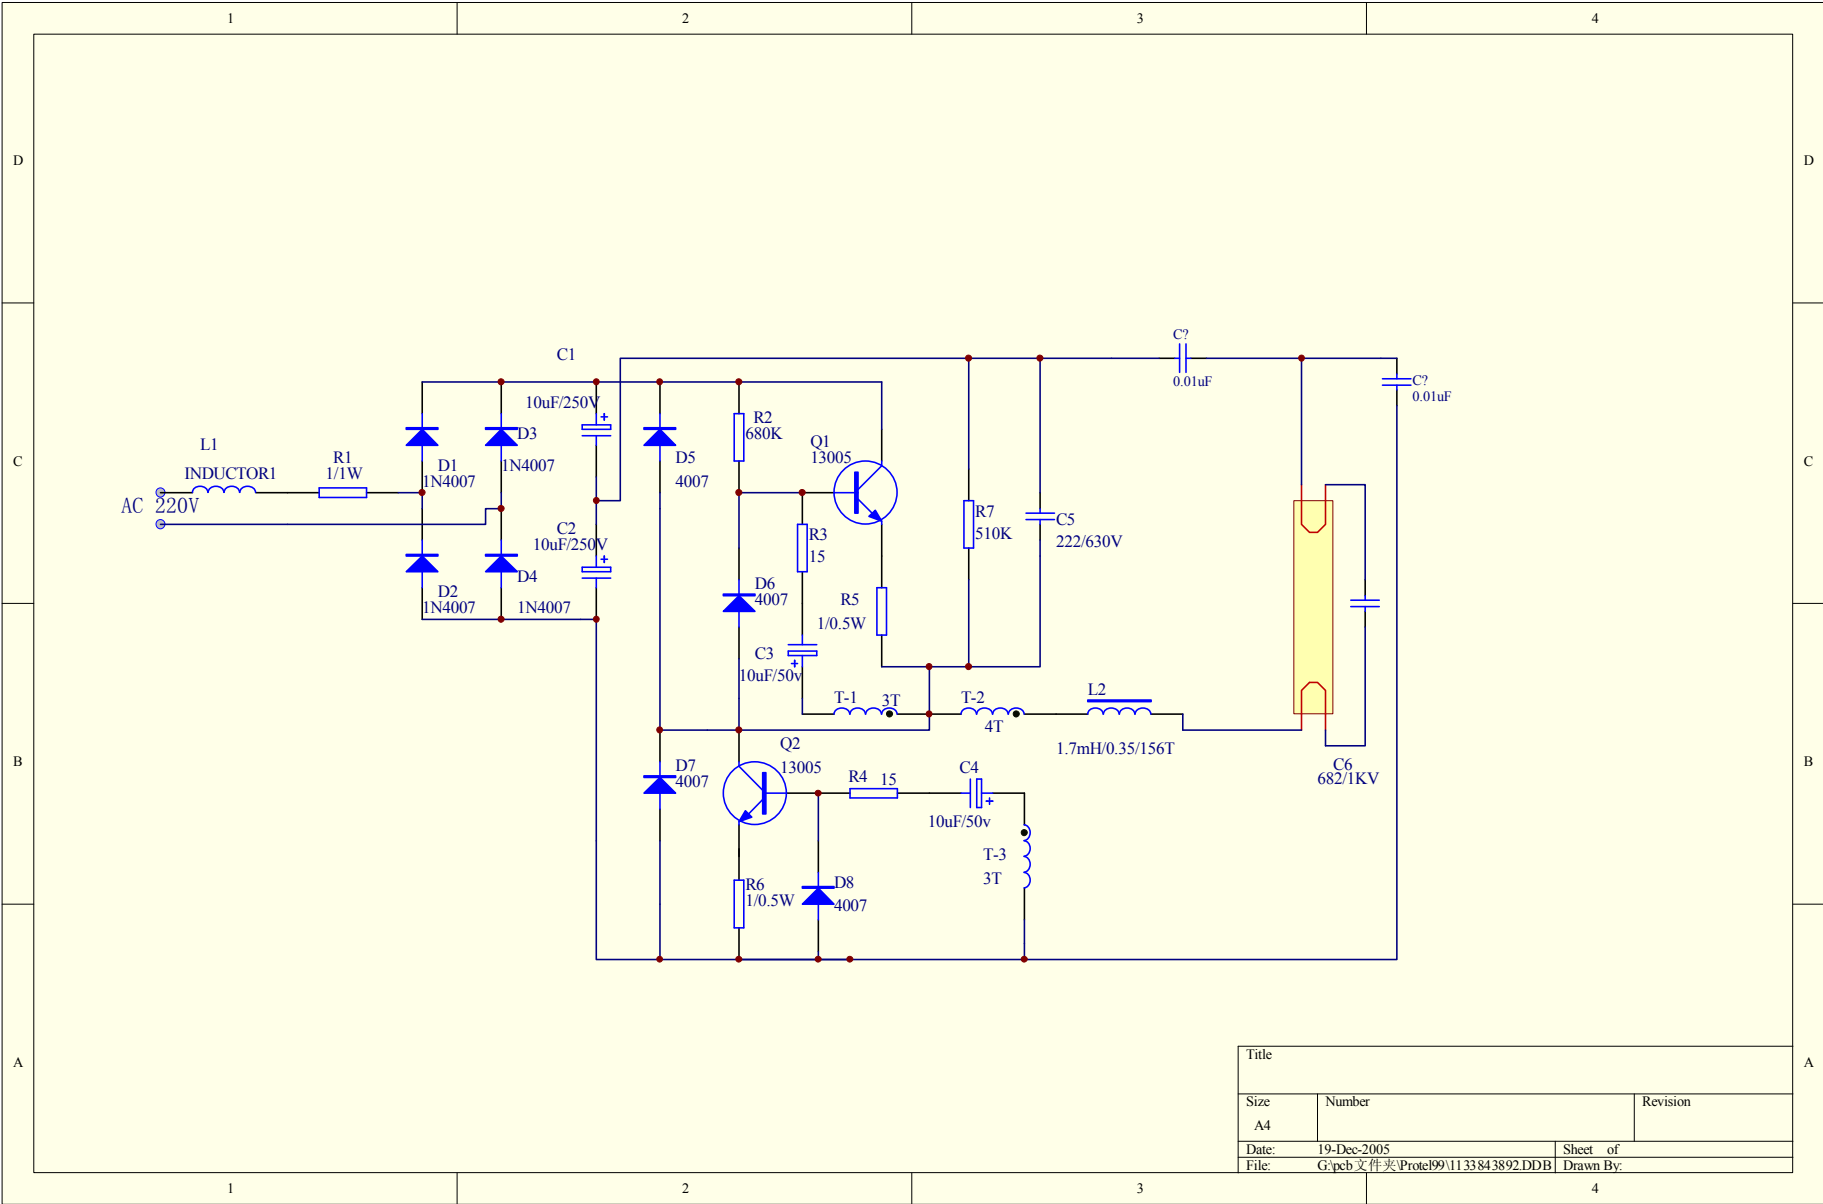 1 2 3 4
D D
C?
C1
0.01uF
C?
0.01uF
10uF/250V
R2
680K
L1
D3
Q1
13005
C C
INDUCTOR1
R1
1/1W
D1
1N4007
1N4007
D5
4007
AC 220V
R7
510K
C5
222/630V
C2
10uF/250V
R3
15
D4
D6
4007
D2
1N4007
1N4007
R5
1/0.5W
C3
10uF/50v
T-1 3T
T-2
4T
L2
1.7mH/0.35/156T
Q2
13005
D7
4007
B B
C6
682/1KV
R4 15
C4
10uF/50v
T-3
3T
R6
1/0.5W
D8
4007
A A
Title
Size Number Revision
A4
Date: 19-Dec-2005 Sheet of
File: G:\pcb文件夹\Protel99\1133843892.DDB Drawn By:
1 2 3 4